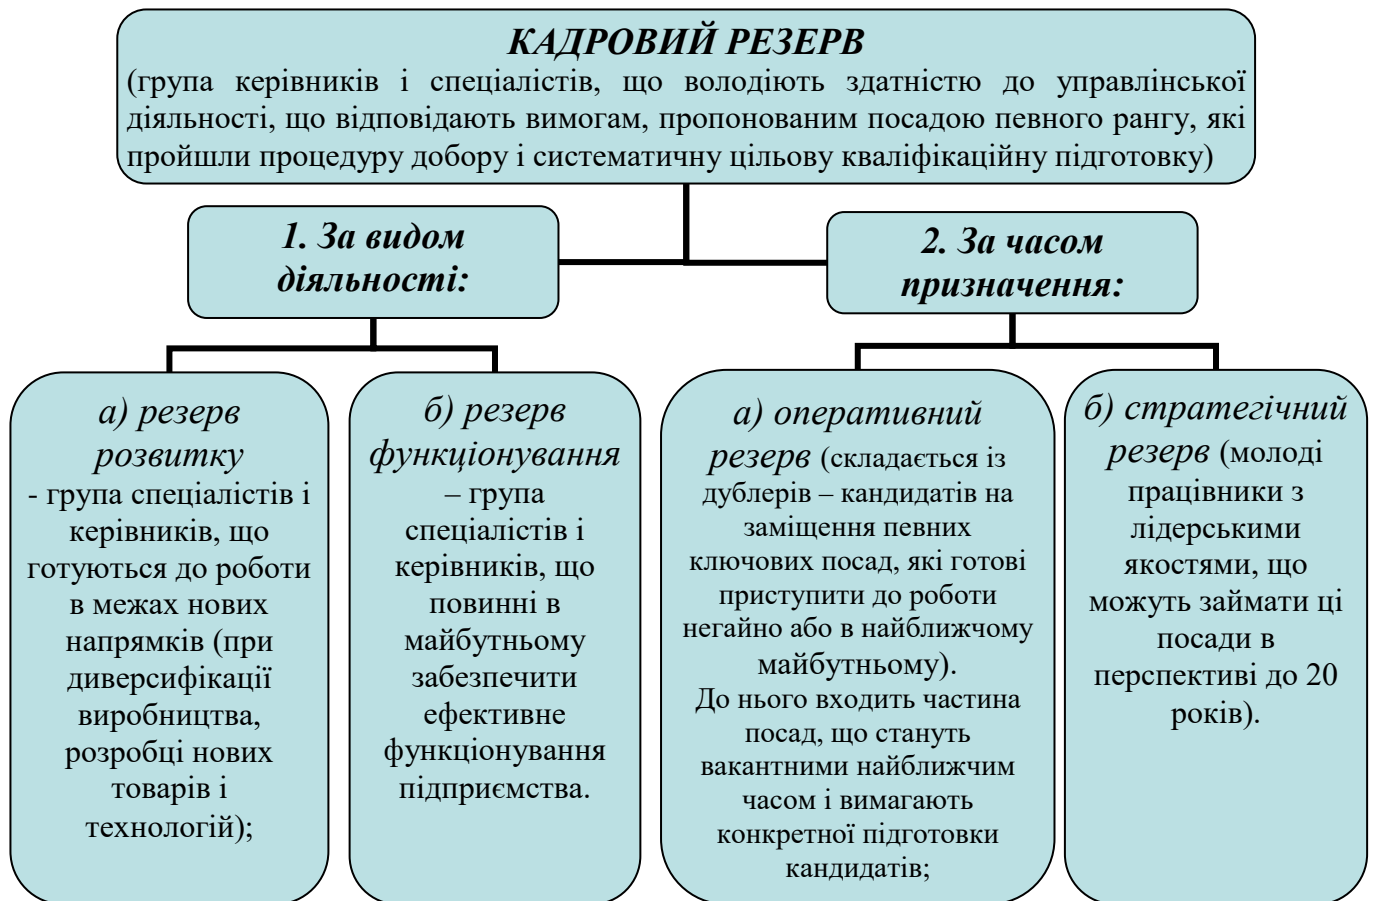 КАДРОВИЙ РЕЗЕРВ
(група керівників і спеціалістів, що володіють здатністю до управлінської
діяльності, що відповідають вимогам, пропонованим посадою певного рангу, які
пройшли процедуру добору і систематичну цільову кваліфікаційну підготовку)
1. За видом
діяльності:
2. За часом
призначення:
а) резерв
розвитку
- група спеціалістів і
керівників, що
готуються до роботи
в межах нових
напрямків (при
диверсифікації
виробництва,
розробці нових
товарів і
технологій);
б) резерв
функціонування
– група
спеціалістів і
керівників, що
повинні в
майбутньому
забезпечити
ефективне
функціонування
підприємства.
а) оперативний
резерв (складається із
дублерів – кандидатів на
заміщення певних
ключових посад, які готові
приступити до роботи
негайно або в найближчому
майбутньому).
До нього входить частина
посад, що стануть
вакантними найближчим
часом і вимагають
конкретної підготовки
кандидатів;
б) стратегічний
резерв (молоді
працівники з
лідерськими
якостями, що
можуть займати ці
посади в
перспективі до 20
років).